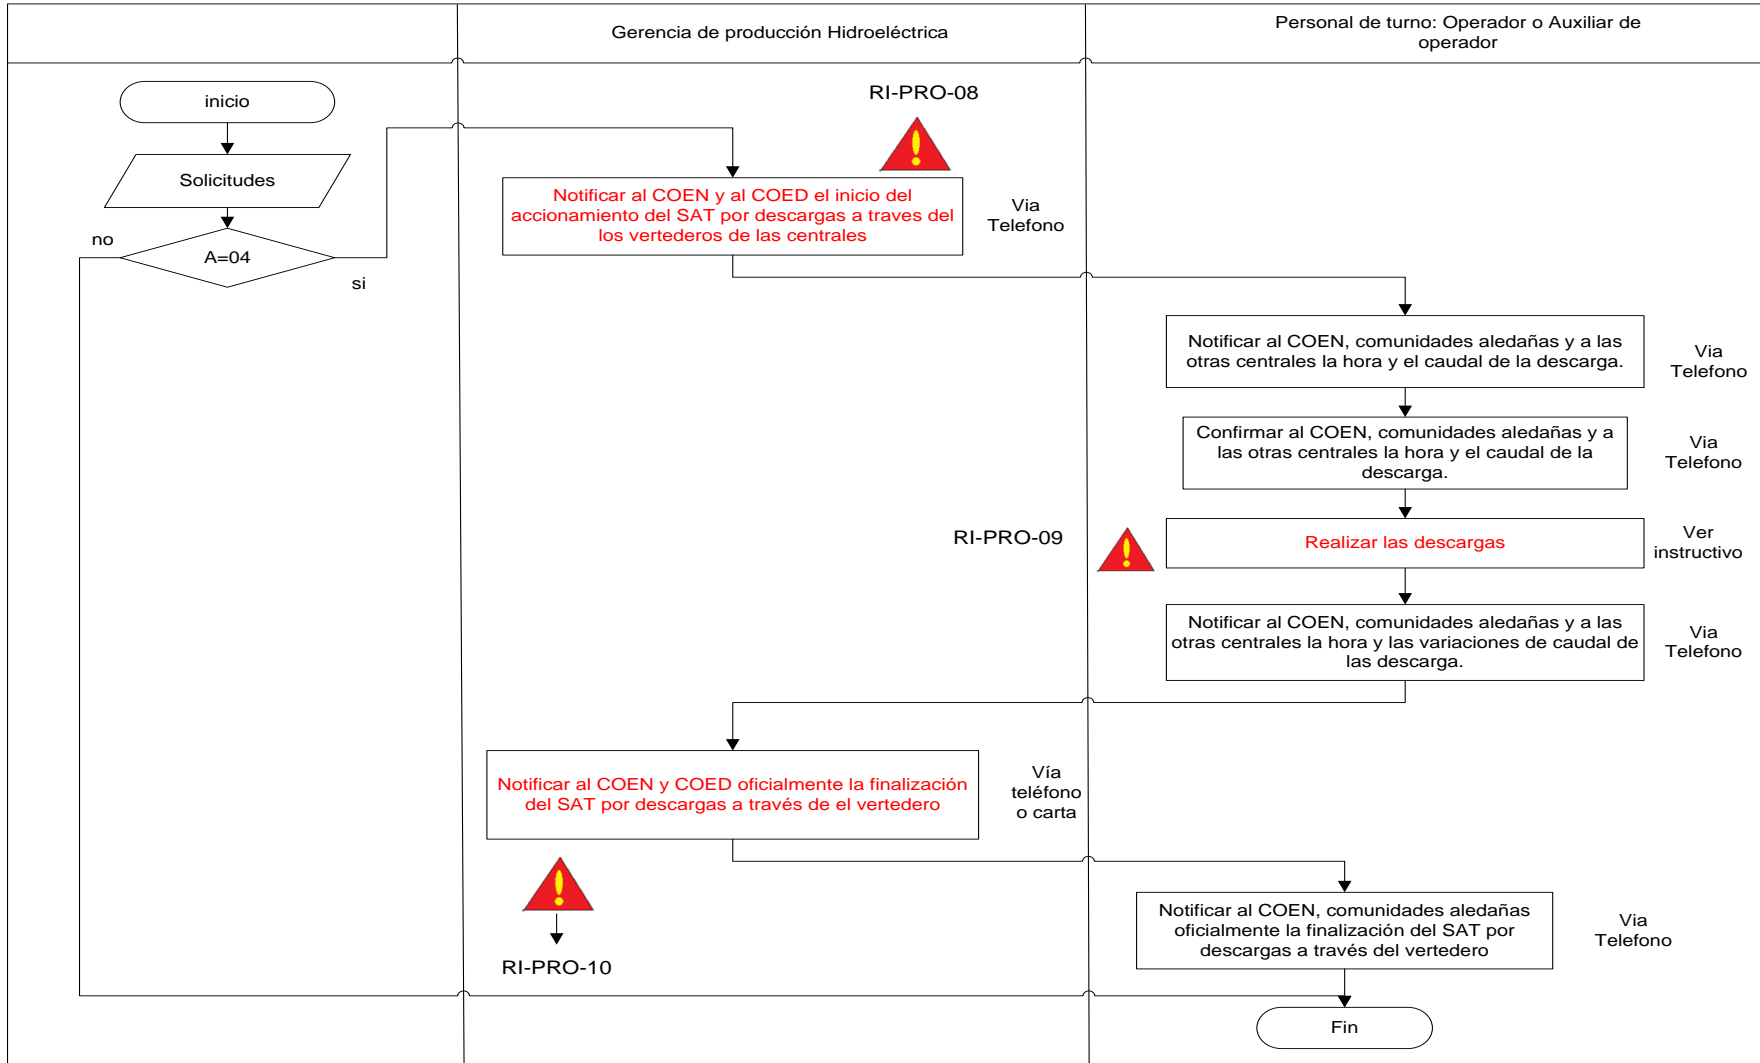 Gerencia de producción Hidroeléctrica
Personal de turno: Operador o Auxiliar de
operador
inicio
Solicitudes
A=04
no
si
RI-PRO-08
Notificar al COEN y al COED el inicio del
accionamiento del SAT por descargas a traves del
los vertederos de las centrales
Via
Telefono
Notificar al COEN, comunidades aledañas y a las
otras centrales la hora y el caudal de la descarga.
Via
Telefono
Confirmar al COEN, comunidades aledañas y a
las otras centrales la hora y el caudal de la
descarga.
Via
Telefono
RI-PRO-09
Realizar las descargas
Ver
instructivo
Notificar al COEN, comunidades aledañas y a las
otras centrales la hora y las variaciones de caudal de
las descarga.
Via
Telefono
Notificar al COEN y COED oficialmente la finalización
del SAT por descargas a través de el vertedero
Vía
teléfono
o carta
RI-PRO-10
Notificar al COEN, comunidades aledañas
oficialmente la finalización del SAT por
descargas a través del vertedero
Via
Telefono
Fin